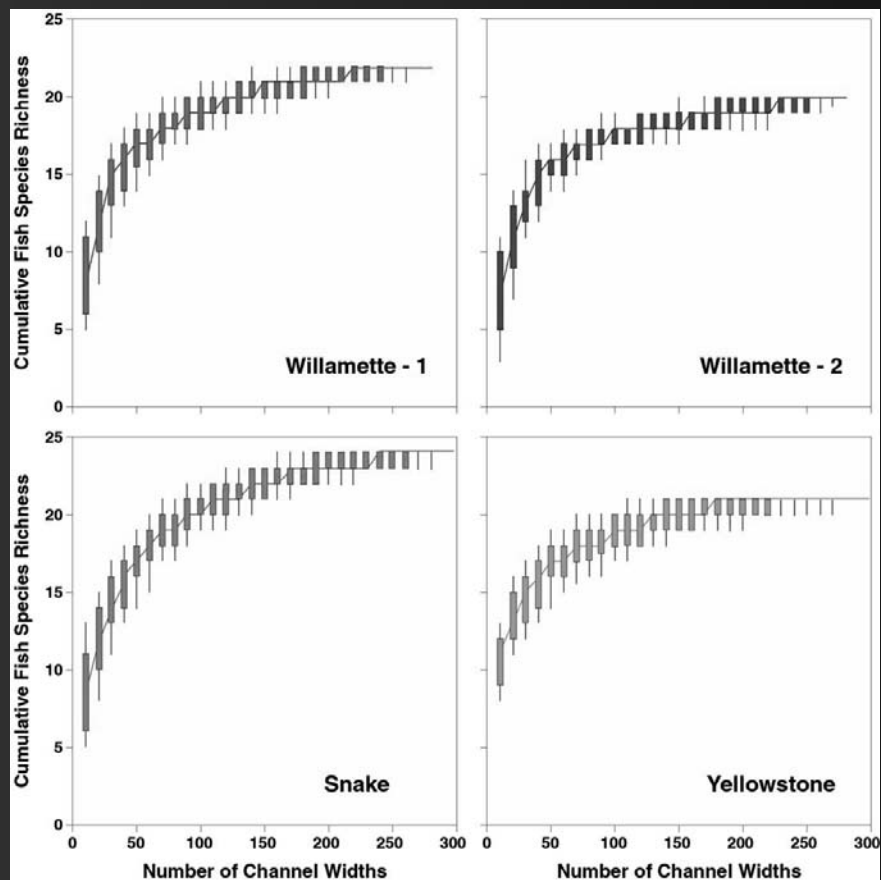 Cumulative Fish Species Richness
25
20
15
10
5
0
Willamette - 1
Willamette - 2
Cumulative Fish Species Richness
25
20
15
10
5
0
Snake
Yellowstone
0 50 100 150 200 250 300
0 50 100 150 200 250 300
Number of Channel Widths
Number of Channel Widths